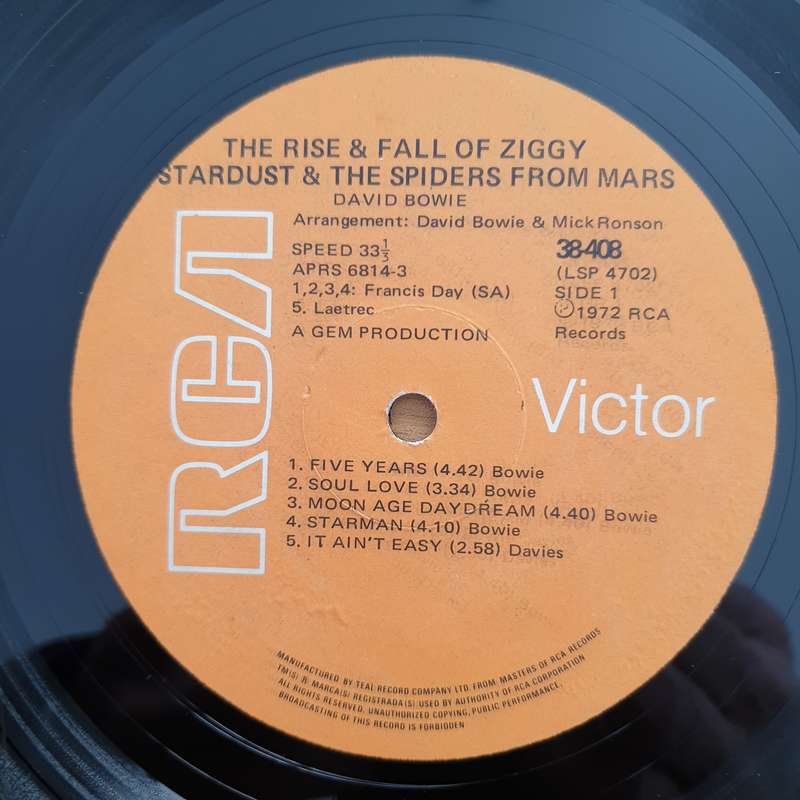 THE RISE & FALL OF ZIGGY
STARDUST & THE SPIDERS FROM MARS
DAVID BOWIE
Arrangement: David Bowie & Mick Ronson
SPEED 33⅓
38-408
APRS 6814-3
(LSP 4702)
1,2,3,4: Francis Day (SA)
SIDE 1
5. Laetrec
Ⓟ1972 RCA
A GEM PRODUCTION
Records
RCA
Victor
1. FIVE YEARS (4.42) Bowie
2. SOUL LOVE (3.34) Bowie
3. MOON AGE DAYDREAM (4.40) Bowie
4. STARMAN (4.10) Bowie
5. IT AIN'T EASY (2.58) Davies
MANUFACTURED BY TEAL RECORD COMPANY LTD. FROM MASTERS OF RCA RECORDS
TM(S) ® MARCA(S) REGISTRADA(S) USED BY AUTHORITY OF RCA CORPORATION
ALL RIGHTS RESERVED. UNAUTHORIZED COPYING, PUBLIC PERFORMANCE,
BROADCASTING OF THIS RECORD IS FORBIDDEN